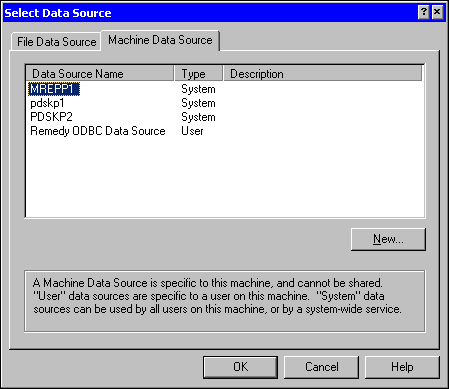 Select Data Source
File Data Source Machine Data Source
Data Source Name Type Description
MREPP1 System
pdskp1 System
PDSKP2 System
Remedy ODBC Data Source User
New...
A Machine Data Source is specific to this machine, and cannot be shared.
"User" data sources are specific to a user on this machine. "System" data
sources can be used by all users on this machine, or by a system-wide service.
OK Cancel Help